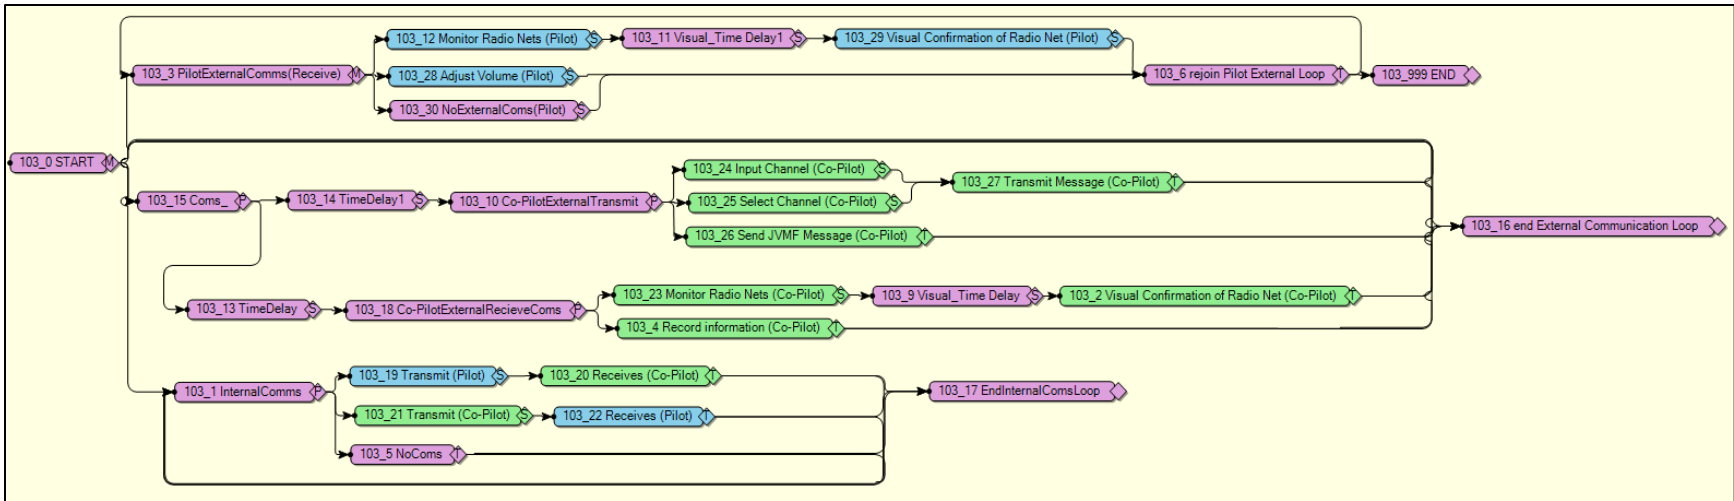 103_12 Monitor Radio Nets (Pilot) S
103_11 Visual_Time Delay1 S
103_29 Visual Confirmation of Radio Net (Pilot) S
103_3 PilotExternalComms(Receive) M
103_28 Adjust Volume (Pilot) S
103_6 rejoin Pilot External Loop T
103_999 END
103_30 NoExternalComs(Pilot) S
103_0 START M
103_24 Input Channel (Co-Pilot) S
103_27 Transmit Message (Co-Pilot) T
103_15 Coms_ P
103_14 TimeDelay1 S
103_10 Co-PilotExternalTransmit P
103_25 Select Channel (Co-Pilot) S
103_26 Send JVMF Message (Co-Pilot) T
103_16 end External Communication Loop
103_23 Monitor Radio Nets (Co-Pilot) S
103_9 Visual_Time Delay S
103_2 Visual Confirmation of Radio Net (Co-Pilot) T
103_13 TimeDelay S
103_18 Co-PilotExternalRecieveComs P
103_4 Record information (Co-Pilot) T
103_19 Transmit (Pilot) S
103_20 Receives (Co-Pilot) T
103_1 InternalComms P
103_17 EndInternalComsLoop
103_21 Transmit (Co-Pilot) S
103_22 Receives (Pilot) T
103_5 NoComs T